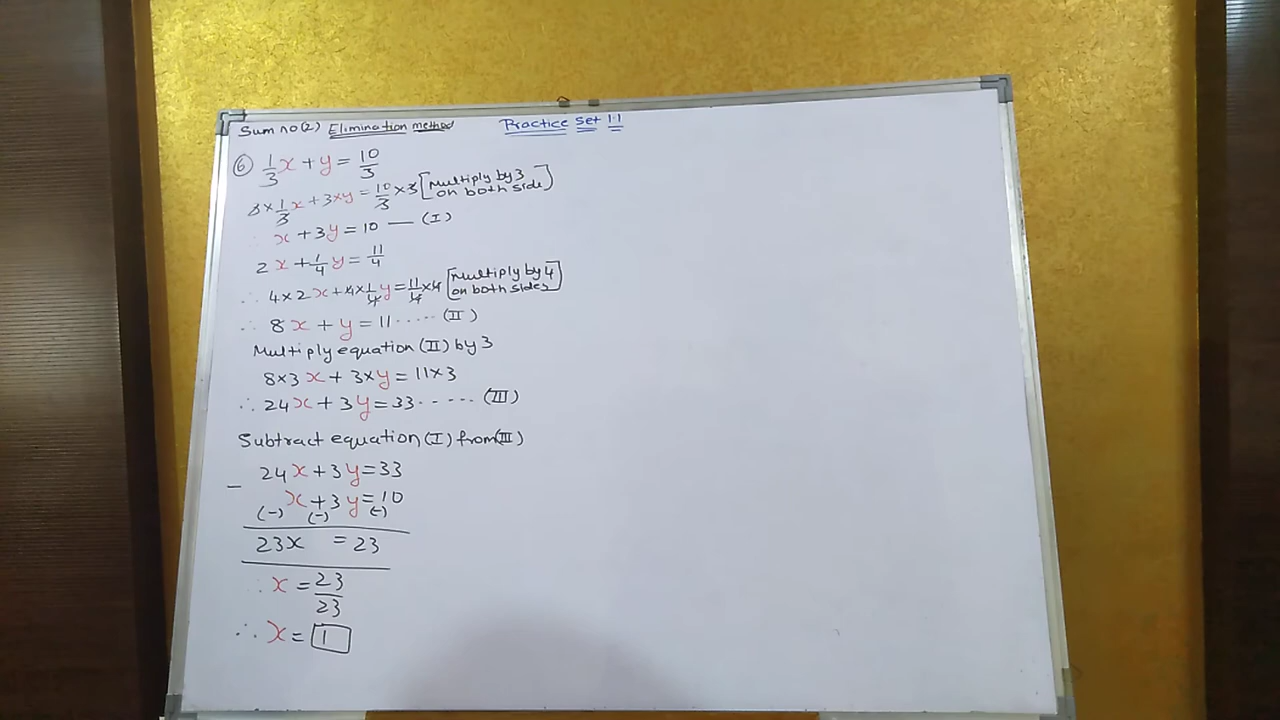 Sum no (2) Elimination method Practice Set 1.1
⑥ 1/3 x + y = 10/3
3 × 1/3 x + 3 × y = 10/3 × 3 [Multiply by 3 on both side]
∴ x + 3y = 10 — (I)
2x + 1/4 y = 11/4
∴ 4 × 2x + 4 × 1/4 y = 11/4 × 4 [Multiply by 4 on both sides]
∴ 8x + y = 11 ..... (II)
Multiply equation (II) by 3
8×3 x + 3×y = 11×3
∴ 24x + 3y = 33 ..... (III)
Subtract equation (I) from (III)
24x + 3y = 33
− x + 3y = 10
(-) (-) (-)
23x = 23
∴ x = 23/23
∴ x = 1